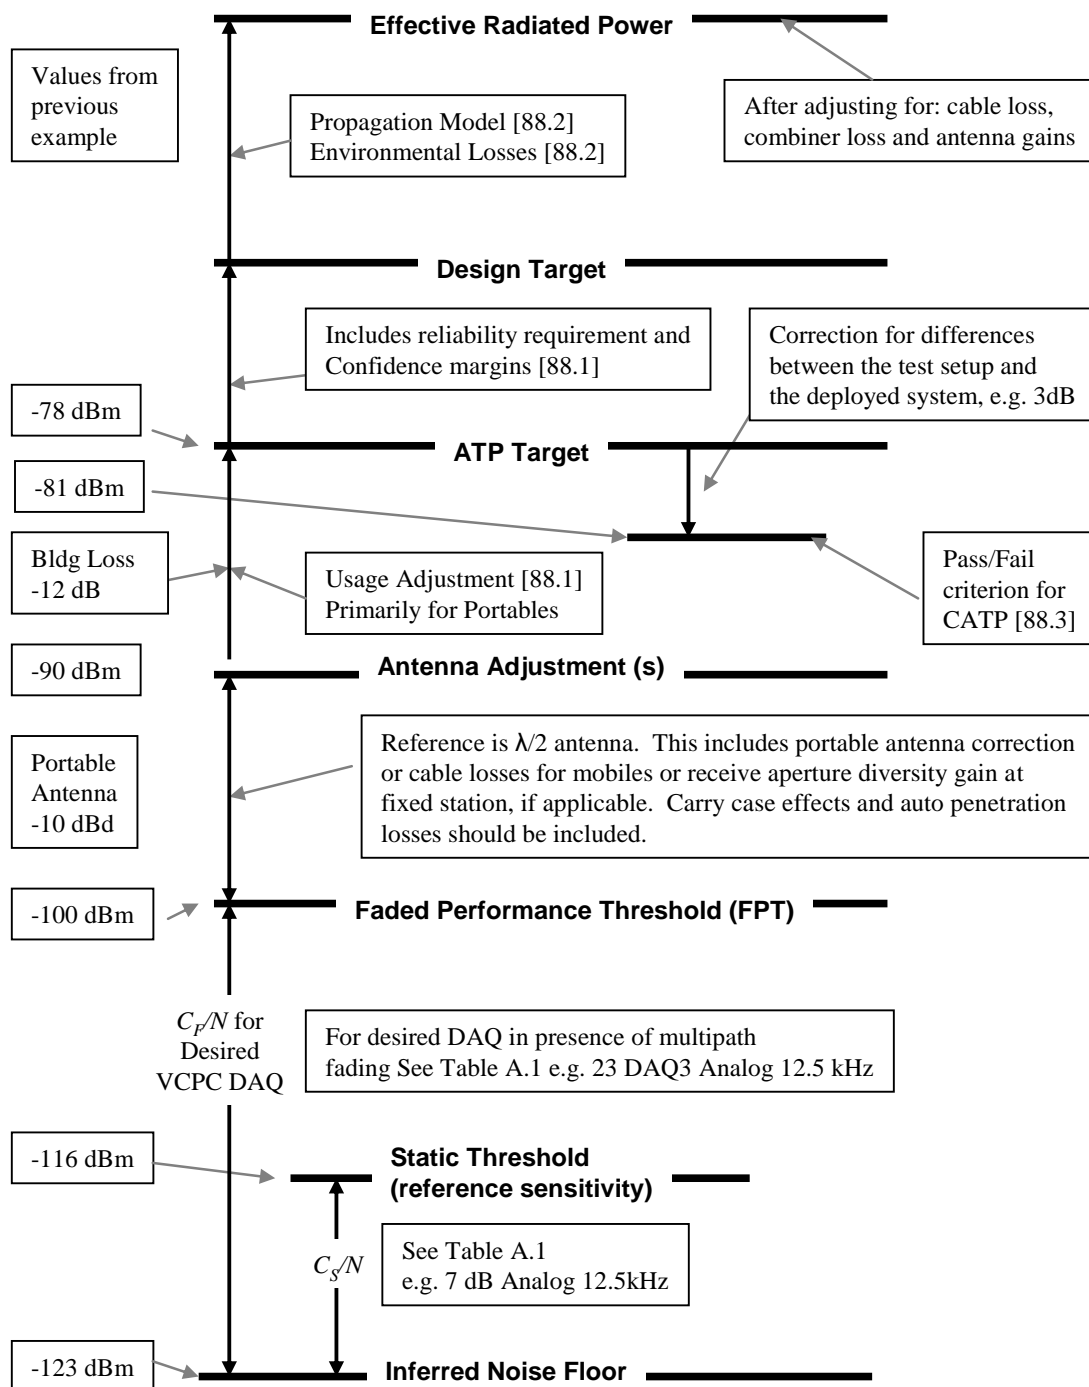 Effective Radiated Power
Values from
previous
example
Propagation Model [88.2]
Environmental Losses [88.2]
After adjusting for: cable loss,
combiner loss and antenna gains
Design Target
Includes reliability requirement and
Confidence margins [88.1]
Correction for differences
between the test setup and
the deployed system, e.g. 3dB
-78 dBm
ATP Target
-81 dBm
Bldg Loss
-12 dB
Usage Adjustment [88.1]
Primarily for Portables
Pass/Fail
criterion for
CATP [88.3]
-90 dBm
Antenna Adjustment (s)
Portable
Antenna
-10 dBd
Reference is λ/2 antenna. This includes portable antenna correction
or cable losses for mobiles or receive aperture diversity gain at
fixed station, if applicable. Carry case effects and auto penetration
losses should be included.
-100 dBm
Faded Performance Threshold (FPT)
C_F/N for
Desired
VCPC DAQ
For desired DAQ in presence of multipath
fading See Table A.1 e.g. 23 DAQ3 Analog 12.5 kHz
-116 dBm
Static Threshold
(reference sensitivity)
C_S/N
See Table A.1
e.g. 7 dB Analog 12.5kHz
-123 dBm
Inferred Noise Floor